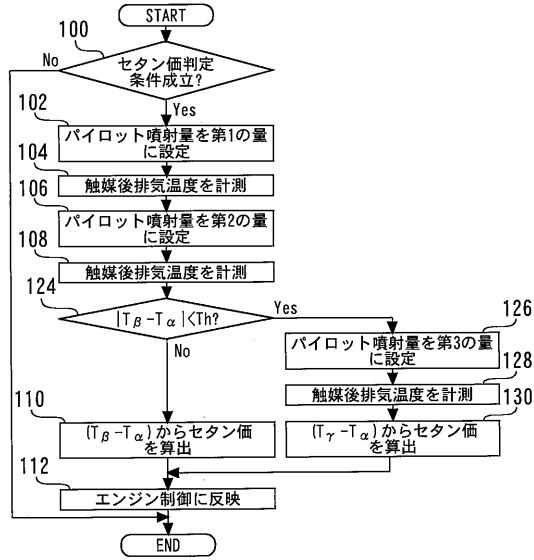 START
100
No
セタン価判定
条件成立?
Yes
102
パイロット噴射量を第1の量
に設定
104
触媒後排気温度を計測
106
パイロット噴射量を第2の量
に設定
108
触媒後排気温度を計測
124
|Tβ-Tα|<Th?
Yes
No
126
パイロット噴射量を第3の量
に設定
128
触媒後排気温度を計測
110
(Tβ-Tα)からセタン価
を算出
130
(Tγ-Tα)からセタン価
を算出
112
エンジン制御に反映
END